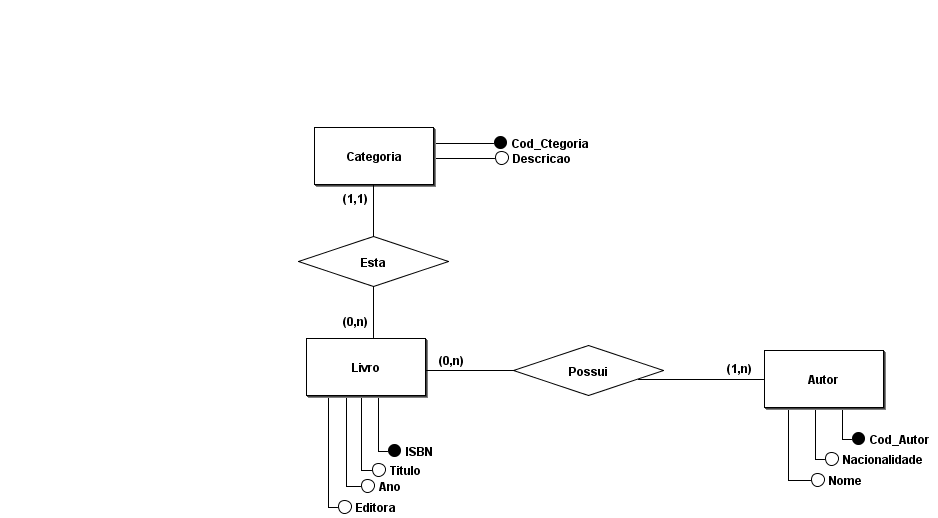 Categoria
Cod_Ctegoria
Descricao
(1,1)
Esta
(0,n)
Livro
(0,n)
Possui
(1,n)
Autor
ISBN
Titulo
Ano
Editora
Cod_Autor
Nacionalidade
Nome